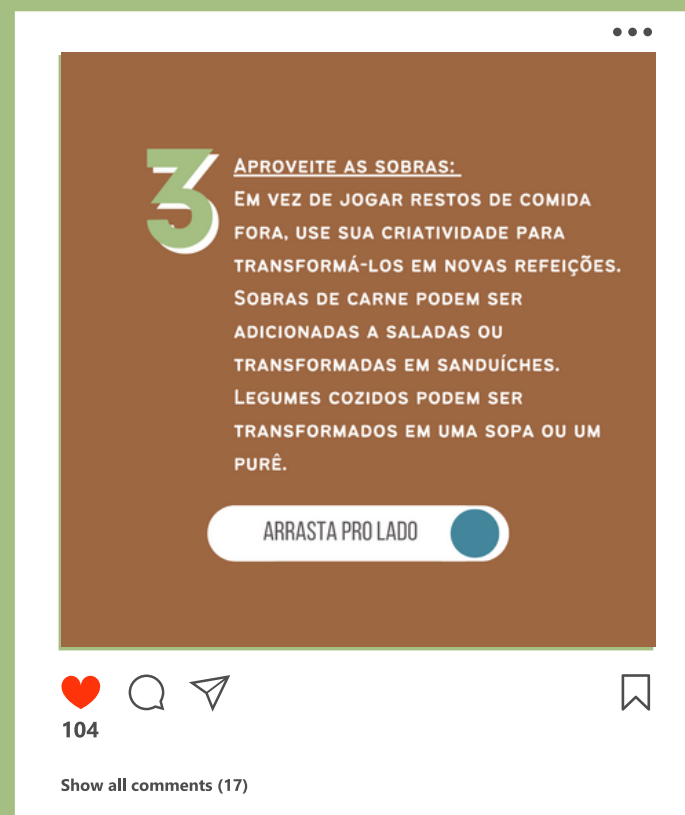 3
APROVEITE AS SOBRAS:
EM VEZ DE JOGAR RESTOS DE COMIDA
FORA, USE SUA CRIATIVIDADE PARA
TRANSFORMÁ-LOS EM NOVAS REFEIÇÕES.
SOBRAS DE CARNE PODEM SER
ADICIONADAS A SALADAS OU
TRANSFORMADAS EM SANDUÍCHES.
LEGUMES COZIDOS PODEM SER
TRANSFORMADOS EM UMA SOPA OU UM
PURÊ.
ARRASTA PRO LADO
104
Show all comments (17)